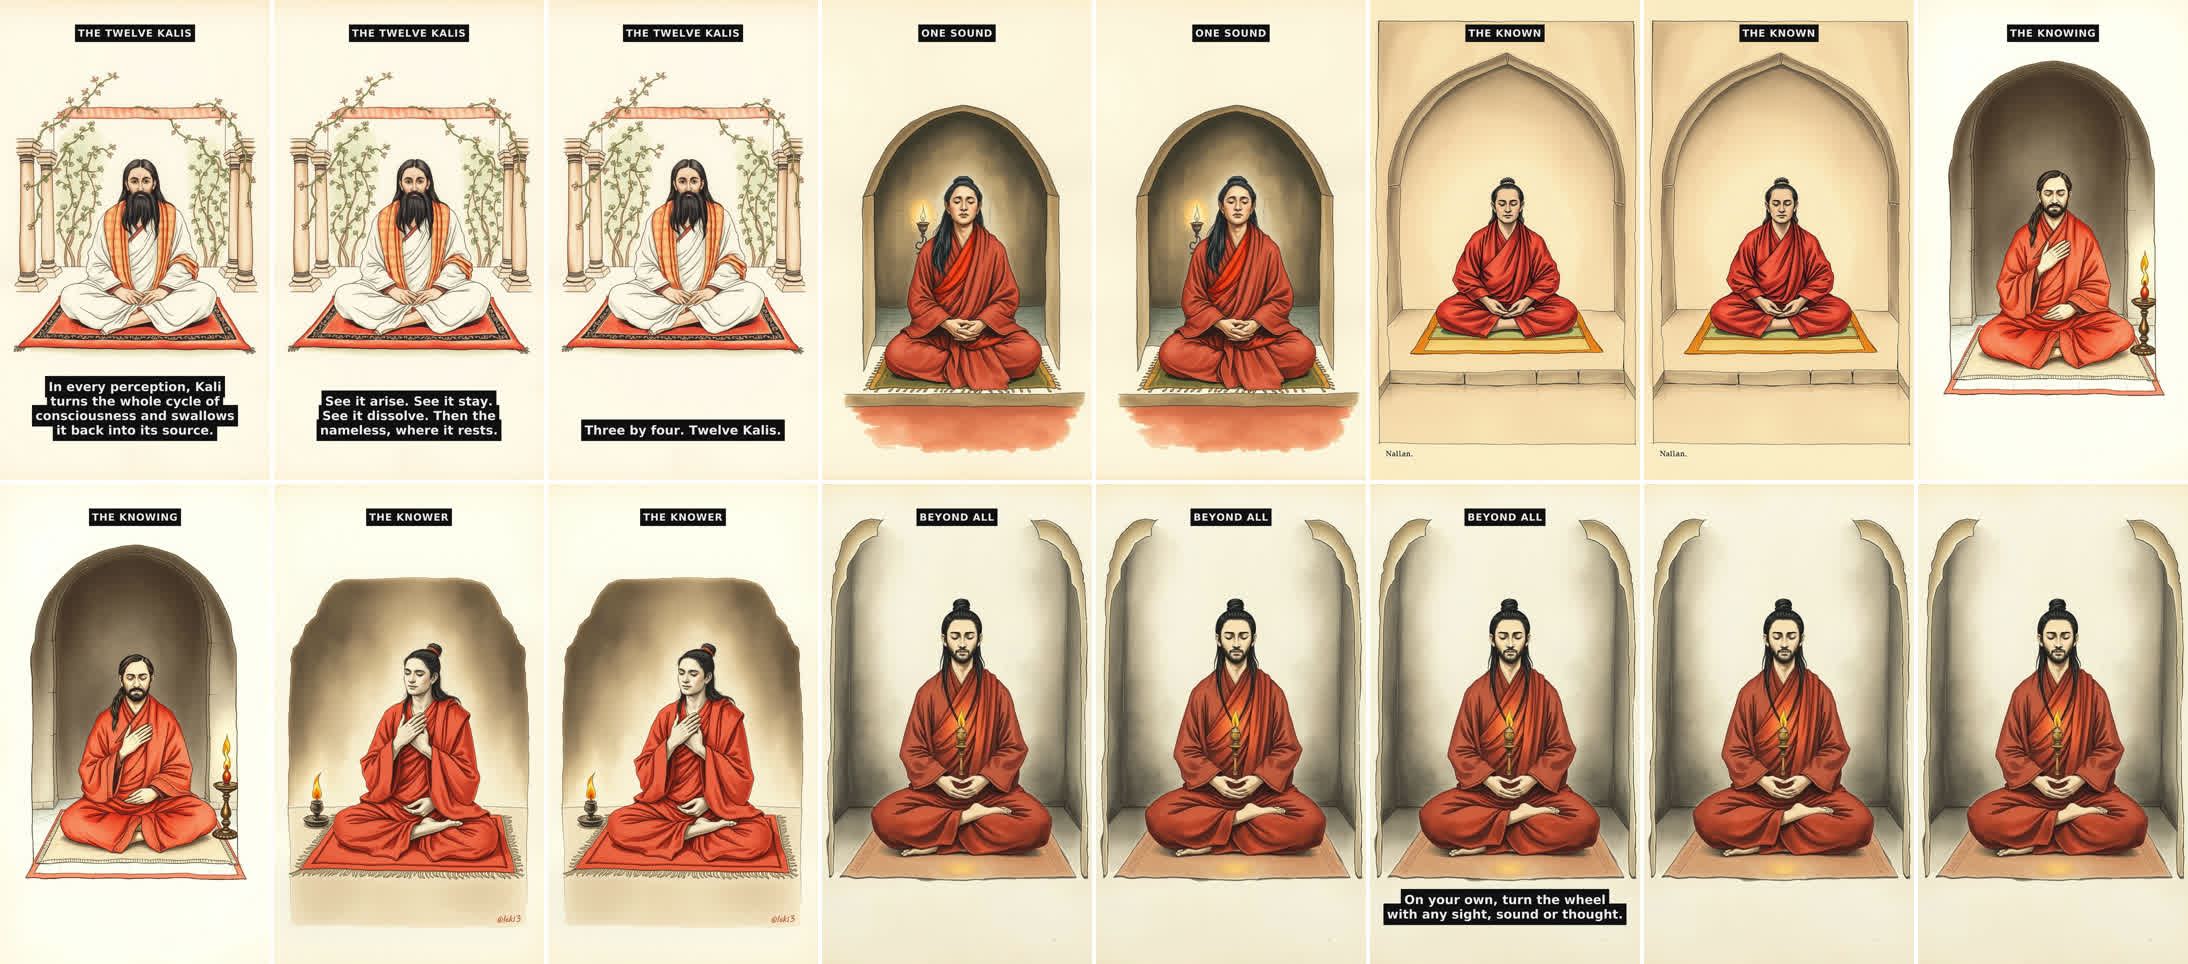 THE TWELVE KALIS
In every perception, Kali
turns the whole cycle of
consciousness and swallows
it back into its source.
THE TWELVE KALIS
See it arise. See it stay.
See it dissolve. Then the
nameless, where it rests.
THE TWELVE KALIS
Three by four. Twelve Kalis.
ONE SOUND
ONE SOUND
THE KNOWN
Nallan.
THE KNOWN
Nallan.
THE KNOWING
THE KNOWING
THE KNOWER
THE KNOWER
BEYOND ALL
BEYOND ALL
BEYOND ALL
On your own, turn the wheel
with any sight, sound or thought.